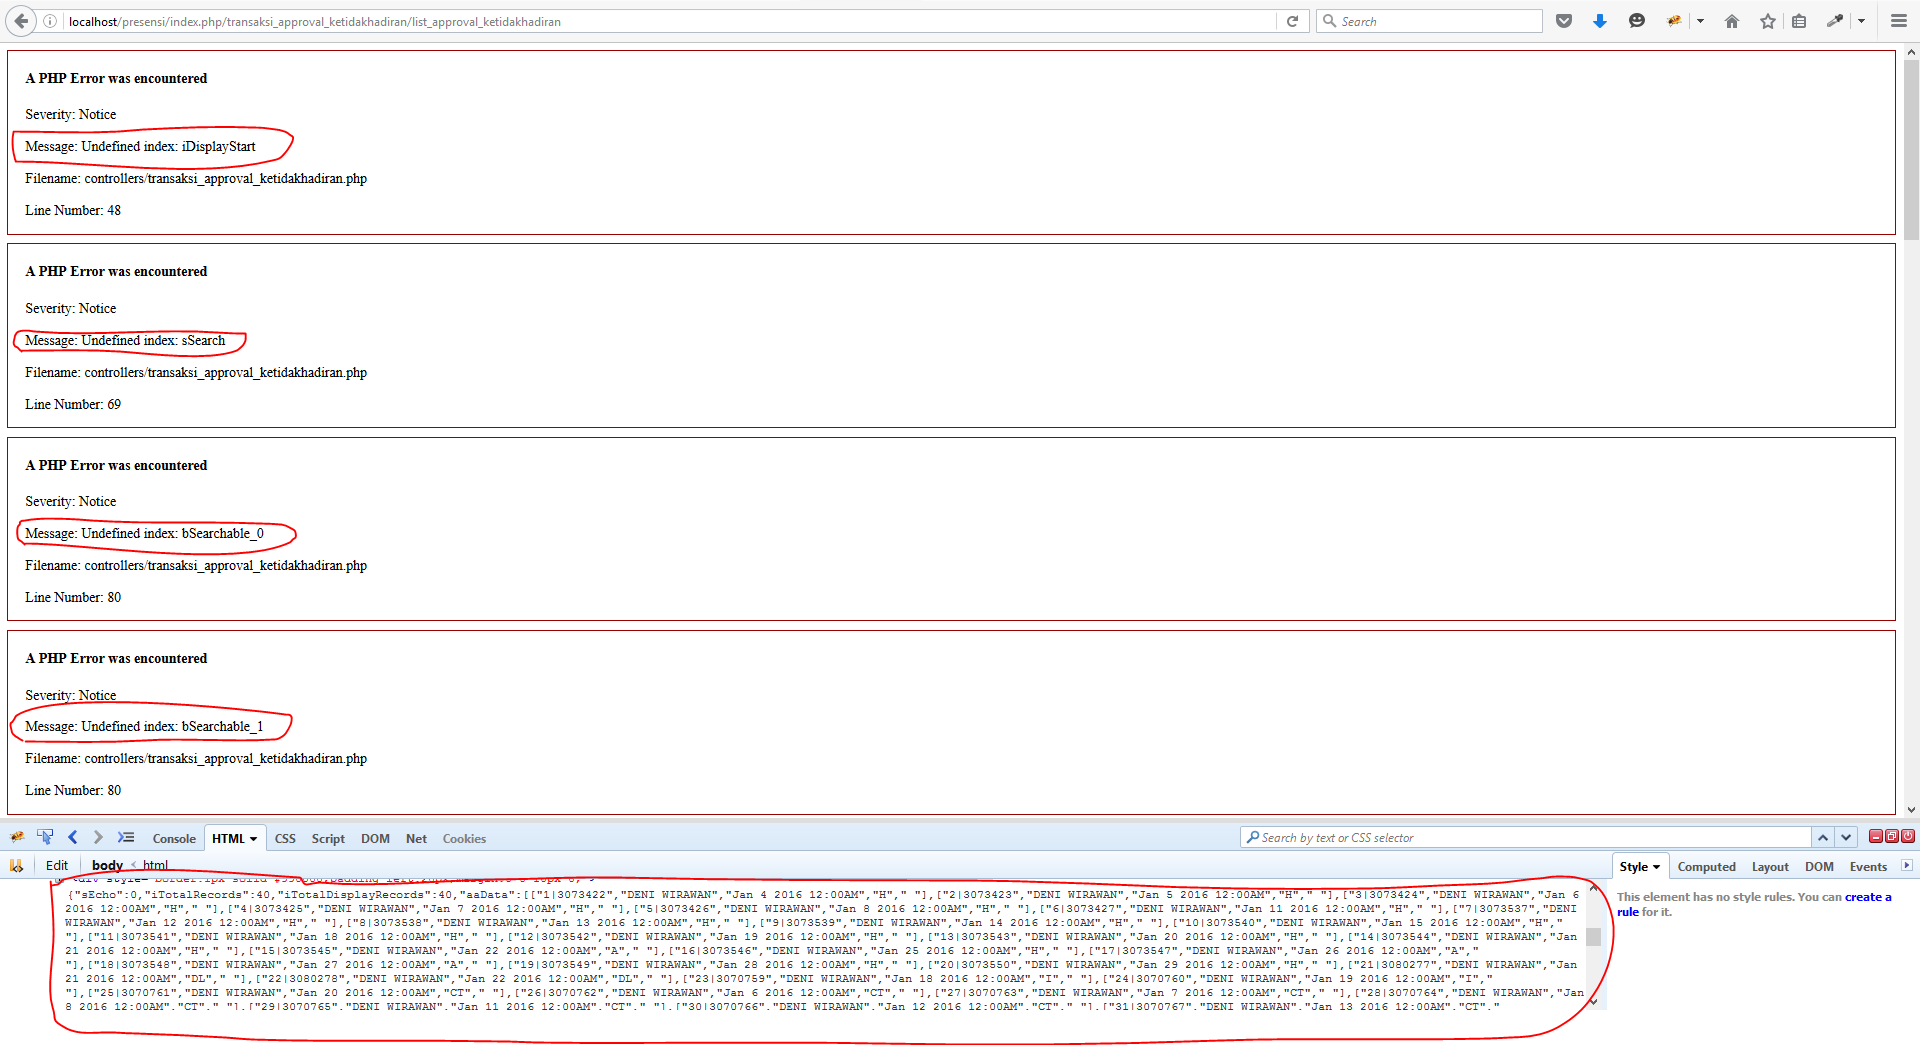 localhost/presensi/index.php/transaksi_approval_ketidakhadiran/list_approval_ketidakhadiran
Search
A PHP Error was encountered
Severity: Notice
Message: Undefined index: iDisplayStart
Filename: controllers/transaksi_approval_ketidakhadiran.php
Line Number: 48
A PHP Error was encountered
Severity: Notice
Message: Undefined index: sSearch
Filename: controllers/transaksi_approval_ketidakhadiran.php
Line Number: 69
A PHP Error was encountered
Severity: Notice
Message: Undefined index: bSearchable_0
Filename: controllers/transaksi_approval_ketidakhadiran.php
Line Number: 80
A PHP Error was encountered
Severity: Notice
Message: Undefined index: bSearchable_1
Filename: controllers/transaksi_approval_ketidakhadiran.php
Line Number: 80
Console HTML CSS Script DOM Net Cookies
Search by text or CSS selector
Edit body < html
Style Computed Layout DOM Events
{"sEcho":0,"iTotalRecords":40,"iTotalDisplayRecords":40,"aaData":[["1|3073422","DENI WIRAWAN","Jan 4 2016 12:00AM","H"," "],["2|3073423","DENI WIRAWAN","Jan 5 2016 12:00AM","H"," "],["3|3073424","DENI WIRAWAN","Jan 6
2016 12:00AM","H"," "],["4|3073425","DENI WIRAWAN","Jan 7 2016 12:00AM","H"," "],["5|3073426","DENI WIRAWAN","Jan 8 2016 12:00AM","H"," "],["6|3073427","DENI WIRAWAN","Jan 11 2016 12:00AM","H"," "],["7|3073537","DENI
WIRAWAN","Jan 12 2016 12:00AM","H"," "],["8|3073538","DENI WIRAWAN","Jan 13 2016 12:00AM","H"," "],["9|3073539","DENI WIRAWAN","Jan 14 2016 12:00AM","H"," "],["10|3073540","DENI WIRAWAN","Jan 15 2016 12:00AM","H","
"],["11|3073541","DENI WIRAWAN","Jan 18 2016 12:00AM","H"," "],["12|3073542","DENI WIRAWAN","Jan 19 2016 12:00AM","H"," "],["13|3073543","DENI WIRAWAN","Jan 20 2016 12:00AM","H"," "],["14|3073544","DENI WIRAWAN","Jan
21 2016 12:00AM","H"," "],["15|3073545","DENI WIRAWAN","Jan 22 2016 12:00AM","A"," "],["16|3073546","DENI WIRAWAN","Jan 25 2016 12:00AM","H"," "],["17|3073547","DENI WIRAWAN","Jan 26 2016 12:00AM","A","
"],["18|3073548","DENI WIRAWAN","Jan 27 2016 12:00AM","A"," "],["19|3073549","DENI WIRAWAN","Jan 28 2016 12:00AM","H"," "],["20|3073550","DENI WIRAWAN","Jan 29 2016 12:00AM","H"," "],["21|3080277","DENI WIRAWAN","Jan
21 2016 12:00AM","DL"," "],["22|3080278","DENI WIRAWAN","Jan 22 2016 12:00AM","DL"," "],["23|3070759","DENI WIRAWAN","Jan 18 2016 12:00AM","I"," "],["24|3070760","DENI WIRAWAN","Jan 19 2016 12:00AM","I","
"],["25|3070761","DENI WIRAWAN","Jan 20 2016 12:00AM","CT"," "],["26|3070762","DENI WIRAWAN","Jan 6 2016 12:00AM","CT"," "],["27|3070763","DENI WIRAWAN","Jan 7 2016 12:00AM","CT"," "],["28|3070764","DENI WIRAWAN","Jan
8 2016 12:00AM","CT"," "],["29|3070765","DENI WIRAWAN","Jan 11 2016 12:00AM","CT"," "],["30|3070766","DENI WIRAWAN","Jan 12 2016 12:00AM","CT"," "],["31|3070767","DENI WIRAWAN","Jan 13 2016 12:00AM","CT","
This element has no style rules. You can create a
rule for it.